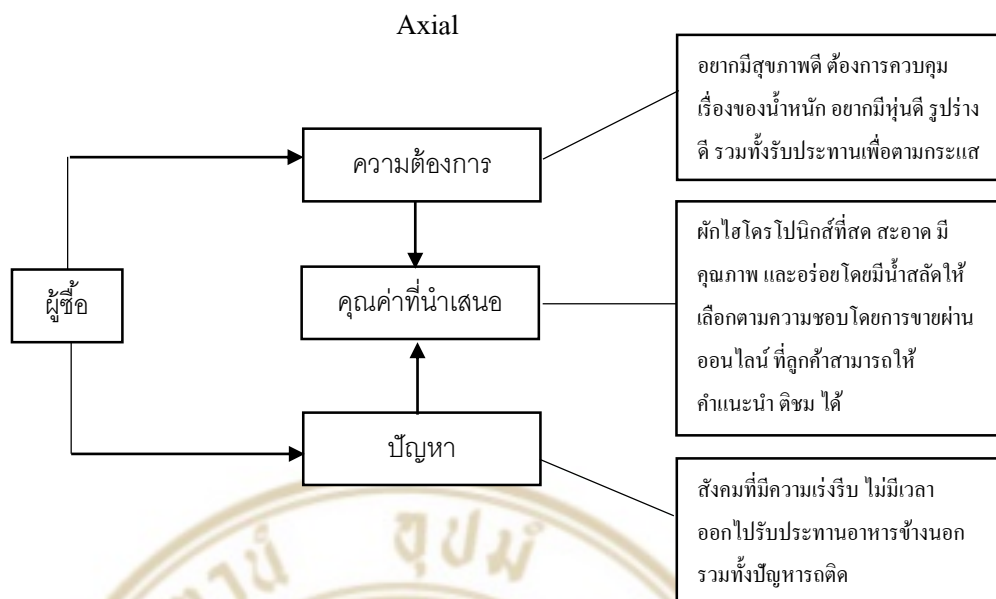 Axial
อยากมีสุขภาพดี ต้องการควบคุม
เรื่องของน้ำหนัก อยากมีหุ่นดี รูปร่าง
ดี รวมทั้งรับประทานเพื่อตามกระแส
ความต้องการ
ผักไฮโดรโปนิกส์ที่สด สะอาด มี
คุณภาพ และอร่อยโดยมีน้ำสลัดให้
เลือกตามความชอบโดยการขายผ่าน
ออนไลน์ ที่ลูกค้าสามารถให้
คำแนะนำ ติชม ได้
ผู้ซื้อ
คุณค่าที่นำเสนอ
ปัญหา
สังคมที่มีความเร่งรีบ ไม่มีเวลา
ออกไปรับประทานอาหารข้างนอก
รวมทั้งปัญหารถติด
อุปมํ